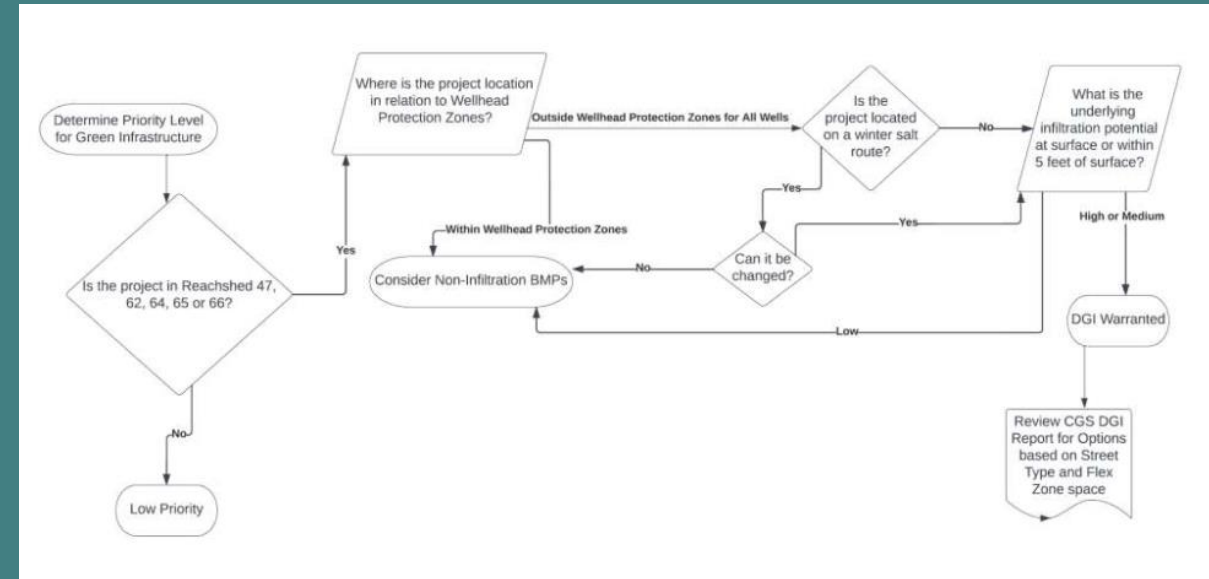 Determine Priority Level
for Green Infrastructure
Is the project in Reachshed 47,
62, 64, 65 or 66?
No
Low Priority
Yes
Where is the project location
in relation to Wellhead
Protection Zones?
Outside Wellhead Protection Zones for All Wells
Within Wellhead Protection Zones
Consider Non-Infiltration BMPs
Is the
project located
on a winter salt
route?
No
Yes
Can it be
changed?
No
Yes
What is the
underlying
infiltration potential
at surface or within
5 feet of surface?
Low
High or Medium
DGI Warranted
Review CGS DGI
Report for Options
based on Street
Type and Flex
Zone space